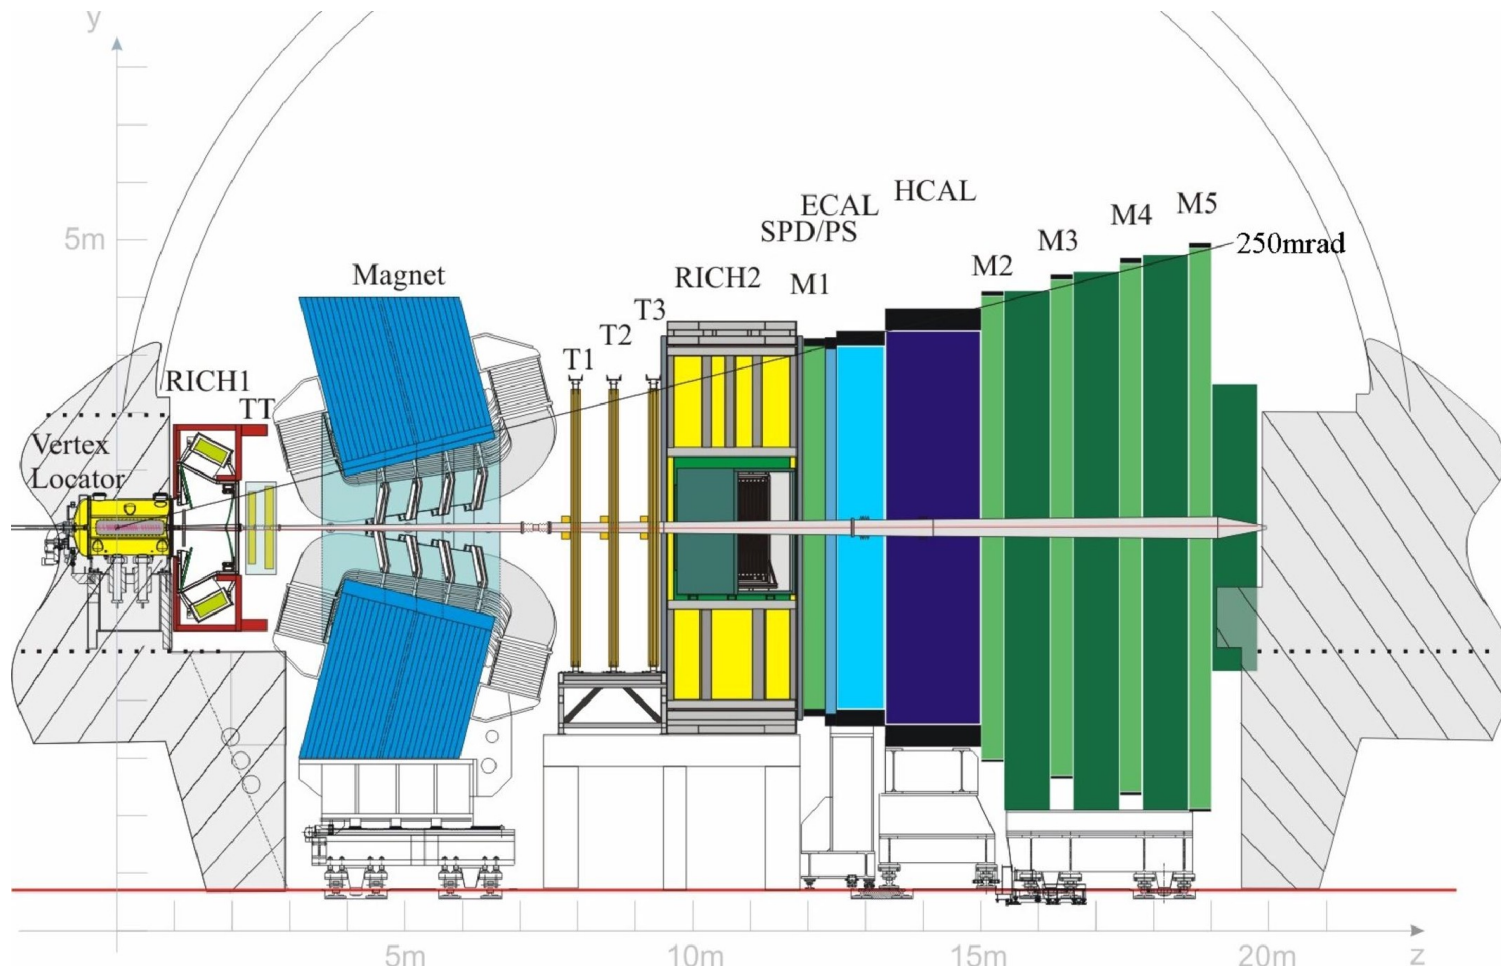 y
HCAL
ECAL
M5
M4
SPD/PS
5m
M3
250mrad
Magnet
RICH2
M2
M1
T3
T2
T1
RICH1
TT
Vertex
Locator
5m
10m
15m
20m
z